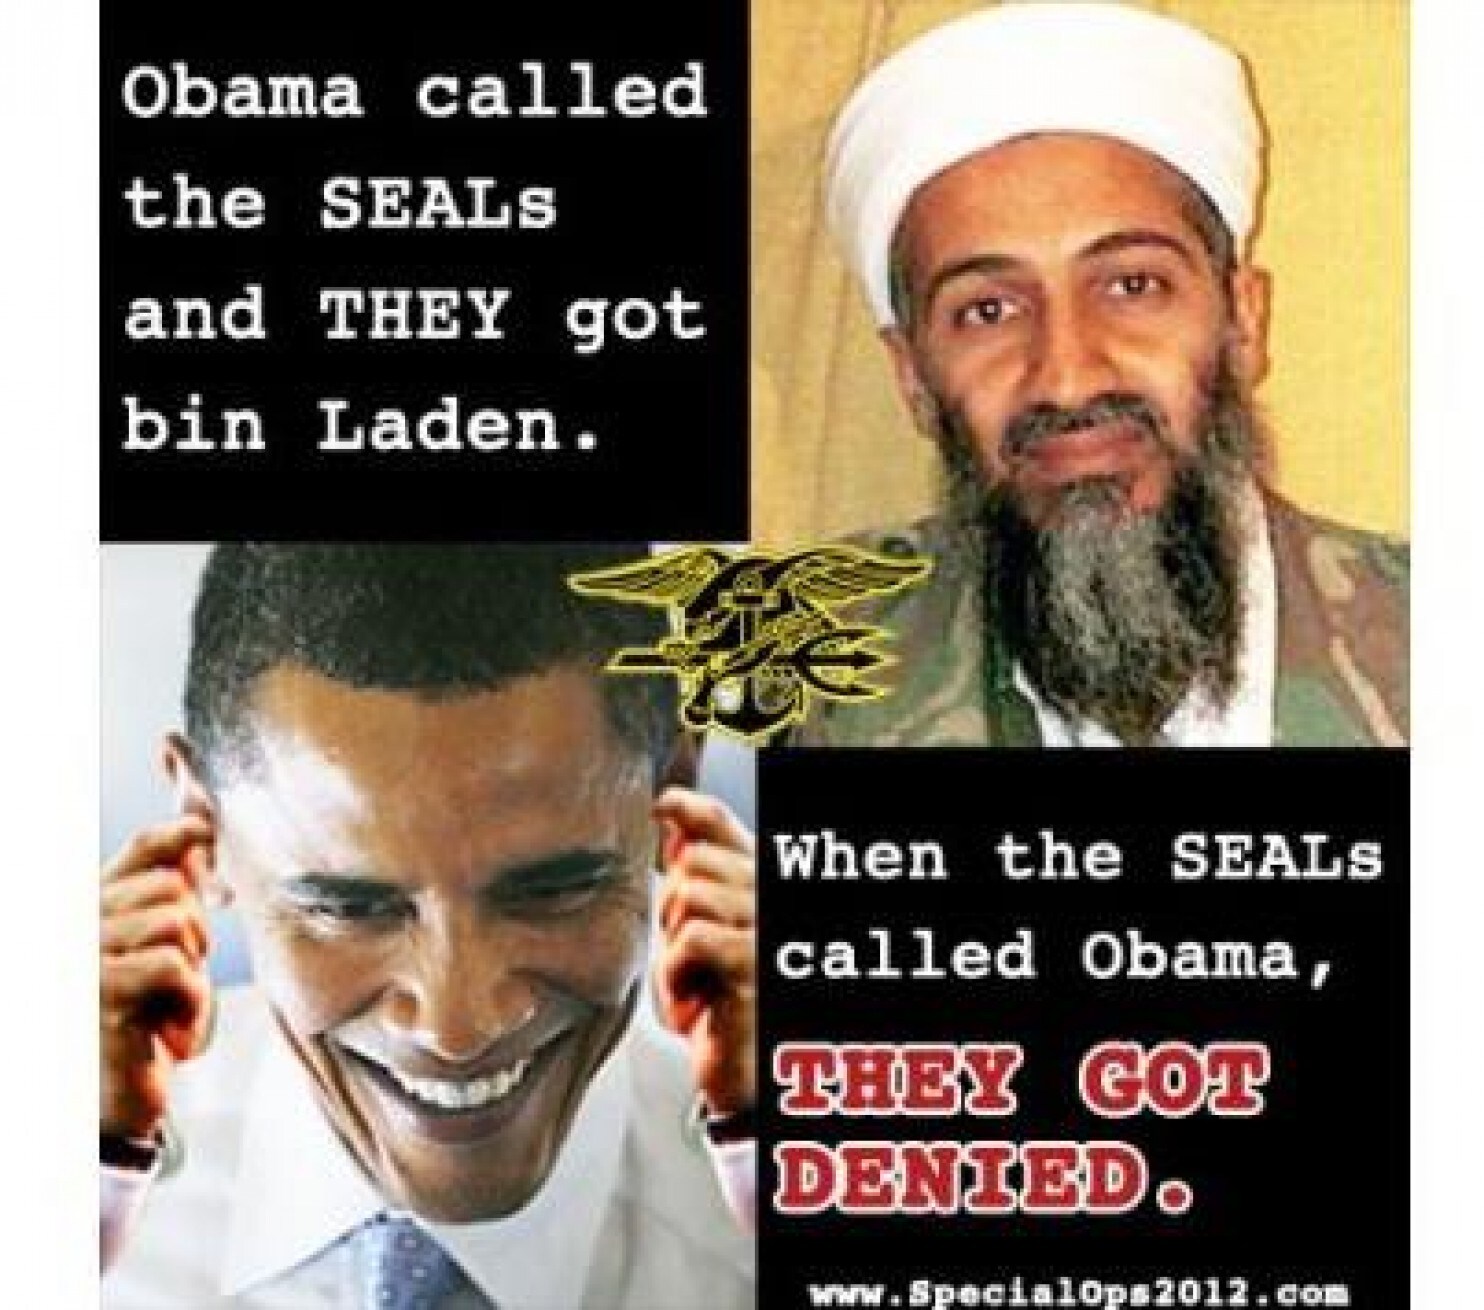 Obama called
the SEALs
and THEY got
bin Laden.
When the SEALs
called Obama,
THEY GOT
DENIED.
www.SpecialOps2012.com